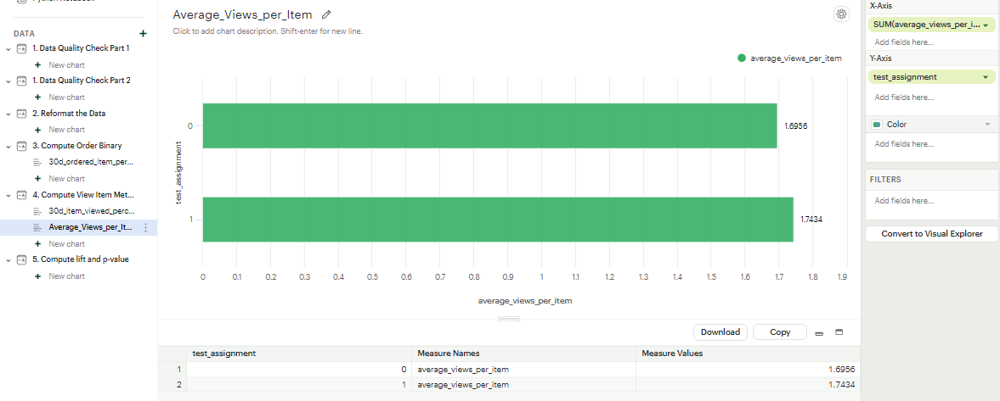 DATA
1. Data Quality Check Part 1
New chart
1. Data Quality Check Part 2
New chart
2. Reformat the Data
New chart
3. Compute Order Binary
30d_ordered_item_per...
New chart
4. Compute View Item Met...
30d_item_viewed_perc...
Average_Views_per_It...
New chart
5. Compute lift and p-value
New chart
Average_Views_per_Item
Click to add chart description. Shift-enter for new line.
average_views_per_item
test_assignment
0
1.6956
1
1.7434
0 0.1 0.2 0.3 0.4 0.5 0.6 0.7 0.8 0.9 1 1.1 1.2 1.3 1.4 1.5 1.6 1.7 1.8 1.9
average_views_per_item
Download Copy
test_assignment Measure Names Measure Values
1 0 average_views_per_item 1.6956
2 1 average_views_per_item 1.7434
X-Axis
SUM(average_views_per_i...
Add fields here...
Y-Axis
test_assignment
Add fields here...
Color
Add fields here...
FILTERS
Add fields here...
Convert to Visual Explorer